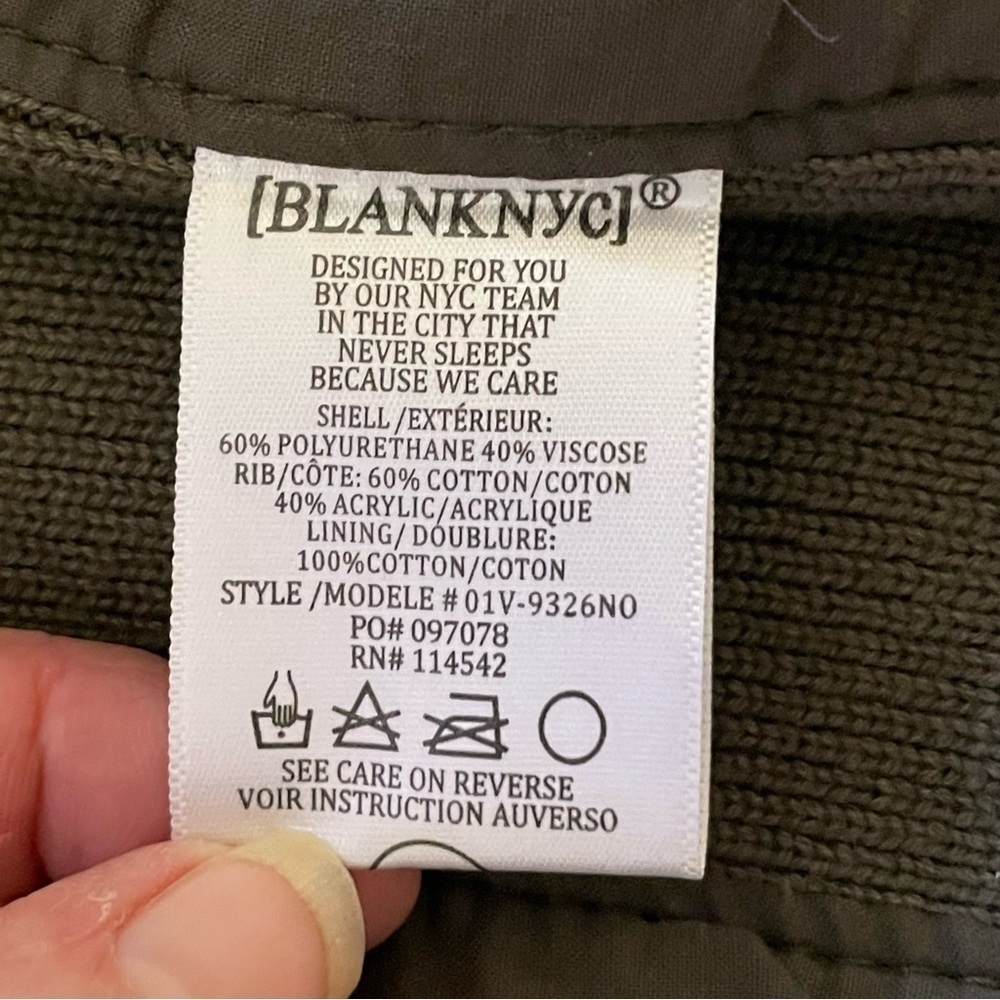 [BLANKNYC]®
DESIGNED FOR YOU
BY OUR NYC TEAM
IN THE CITY THAT
NEVER SLEEPS
BECAUSE WE CARE
SHELL /EXTÉRIEUR:
60% POLYURETHANE 40% VISCOSE
RIB/CÔTE: 60% COTTON/COTON
40% ACRYLIC/ACRYLIQUE
LINING/ DOUBLURE:
100%COTTON/COTON
STYLE /MODELE # 01V-9326NO
PO# 097078
RN# 114542
SEE CARE ON REVERSE
VOIR INSTRUCTION AUVERSO